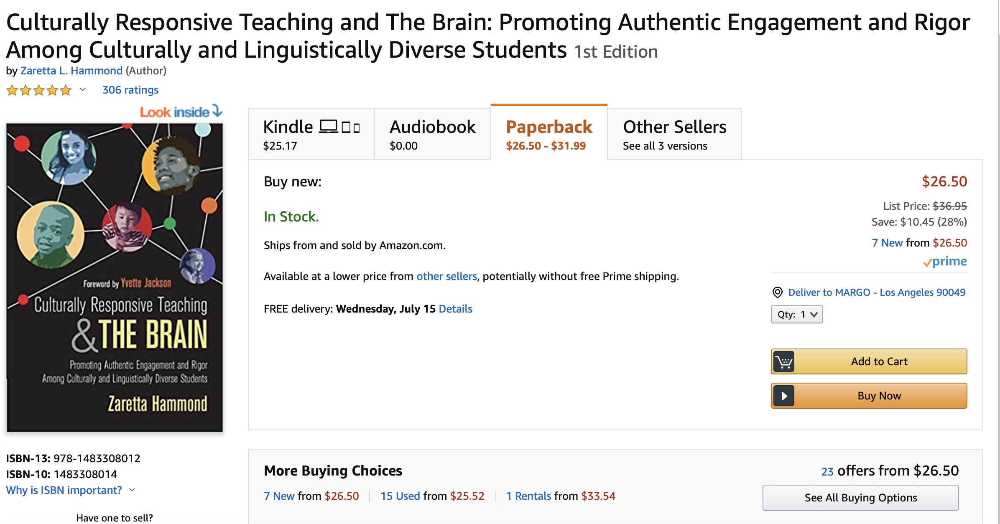 Culturally Responsive Teaching and The Brain: Promoting Authentic Engagement and Rigor
Among Culturally and Linguistically Diverse Students 1st Edition
by Zaretta L. Hammond (Author)
306 ratings
Look inside
Foreword by Yvette Jackson
Culturally Responsive Teaching
& THE BRAIN
Promoting Authentic Engagement and Rigor
Among Culturally and Linguistically Diverse Students
Zaretta Hammond
ISBN-13: 978-1483308012
ISBN-10: 1483308014
Why is ISBN important?
Have one to sell?
Kindle
$25.17
Audiobook
$0.00
Paperback
$26.50 - $31.99
Other Sellers
See all 3 versions
Buy new:
In Stock.
Ships from and sold by Amazon.com.
Available at a lower price from other sellers, potentially without free Prime shipping.
FREE delivery: Wednesday, July 15 Details
$26.50
List Price: $36.95
Save: $10.45 (28%)
7 New from $26.50
prime
Deliver to MARGO - Los Angeles 90049
Qty: 1
Add to Cart
Buy Now
More Buying Choices
7 New from $26.50 | 15 Used from $25.52 | 1 Rentals from $33.54
23 offers from $26.50
See All Buying Options